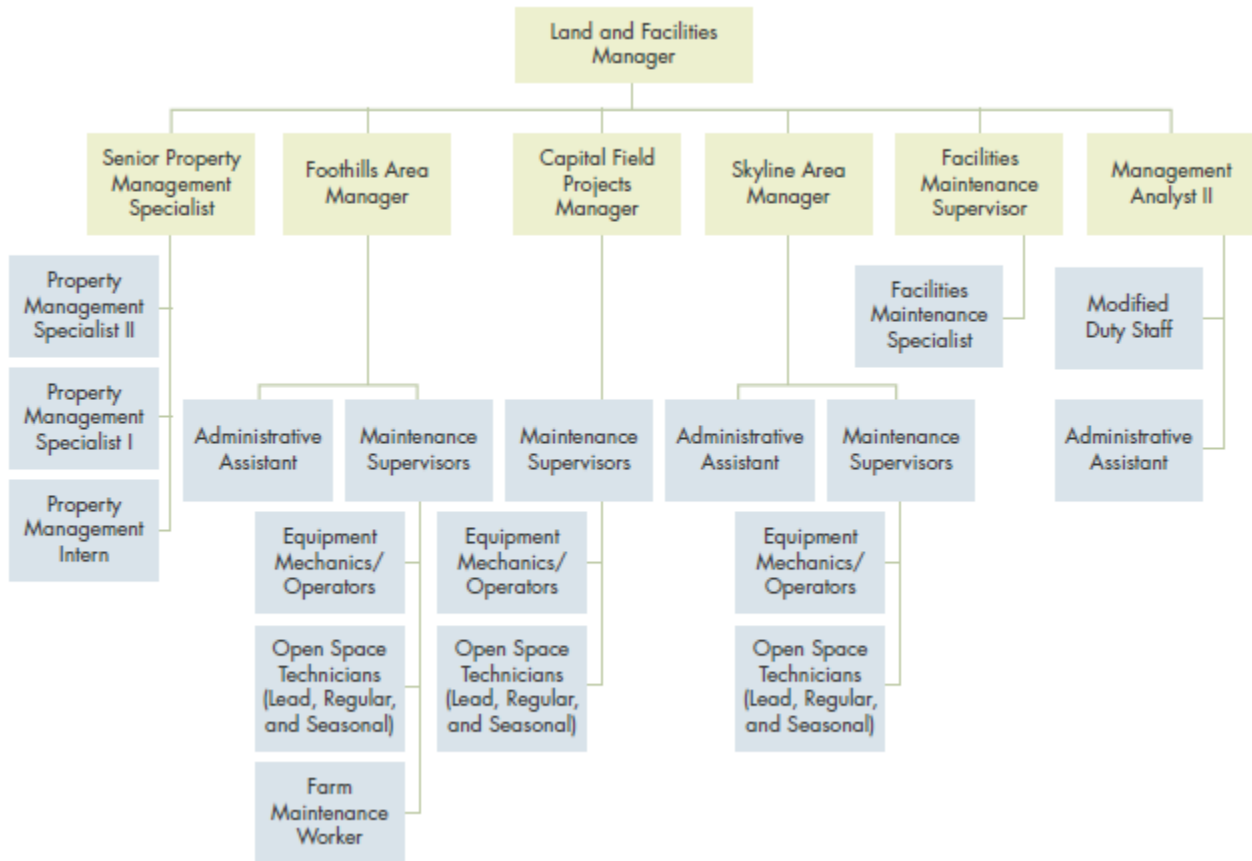 Land and Facilities
Manager
Senior Property
Management
Specialist
Foothills Area
Manager
Capital Field
Projects
Manager
Skyline Area
Manager
Facilities
Maintenance
Supervisor
Management
Analyst II
Property
Management
Specialist II
Property
Management
Specialist I
Property
Management
Intern
Administrative
Assistant
Maintenance
Supervisors
Equipment
Mechanics/
Operators
Open Space
Technicians
(Lead, Regular,
and Seasonal)
Farm
Maintenance
Worker
Maintenance
Supervisors
Equipment
Mechanics/
Operators
Open Space
Technicians
(Lead, Regular,
and Seasonal)
Administrative
Assistant
Maintenance
Supervisors
Equipment
Mechanics/
Operators
Open Space
Technicians
(Lead, Regular,
and Seasonal)
Facilities
Maintenance
Specialist
Modified
Duty Staff
Administrative
Assistant